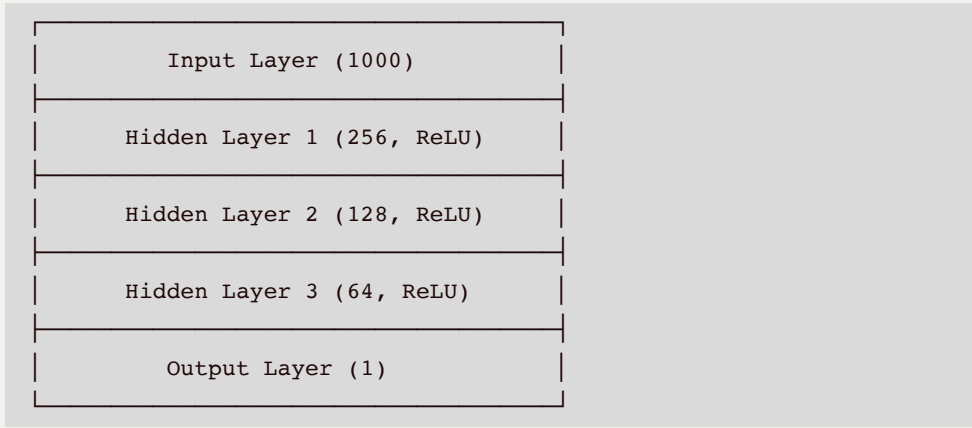 Input Layer (1000)
Hidden Layer 1 (256, ReLU)
Hidden Layer 2 (128, ReLU)
Hidden Layer 3 (64, ReLU)
Output Layer (1)